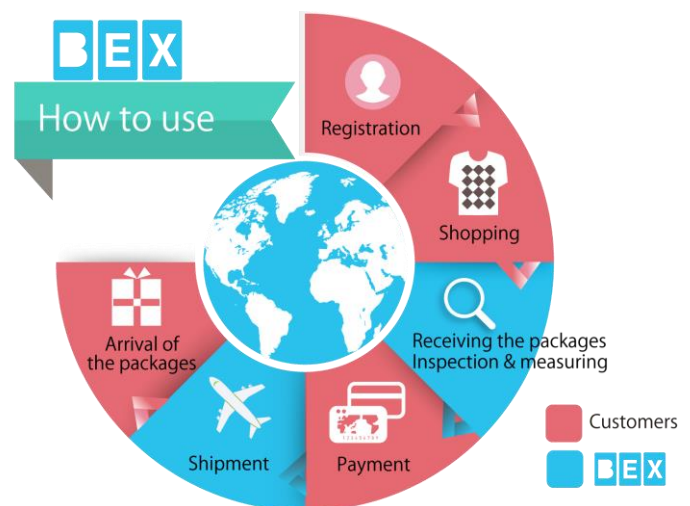 BEX
How to use
Registration
Shopping
Receiving the packages
Inspection & measuring
Payment
Shipment
Arrival of
the packages
Customers
BEX